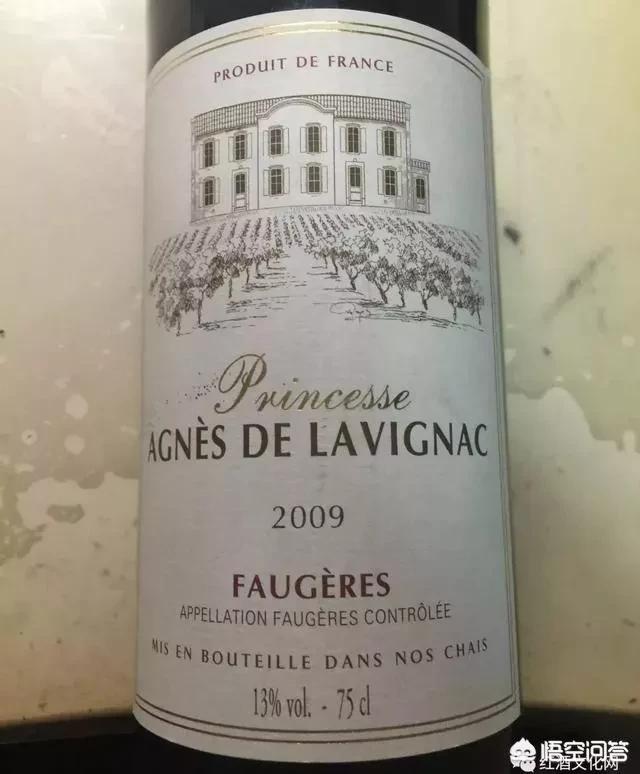 PRODUIT DE FRANCE
Princesse
AGNÈS DE LAVIGNAC
2009
FAUGÈRES
APPELLATION FAUGÈRES CONTRÔLÉE
MIS EN BOUTEILLE DANS NOS CHAIS
13% vol. - 75 cl
悟空问答
红酒文化网